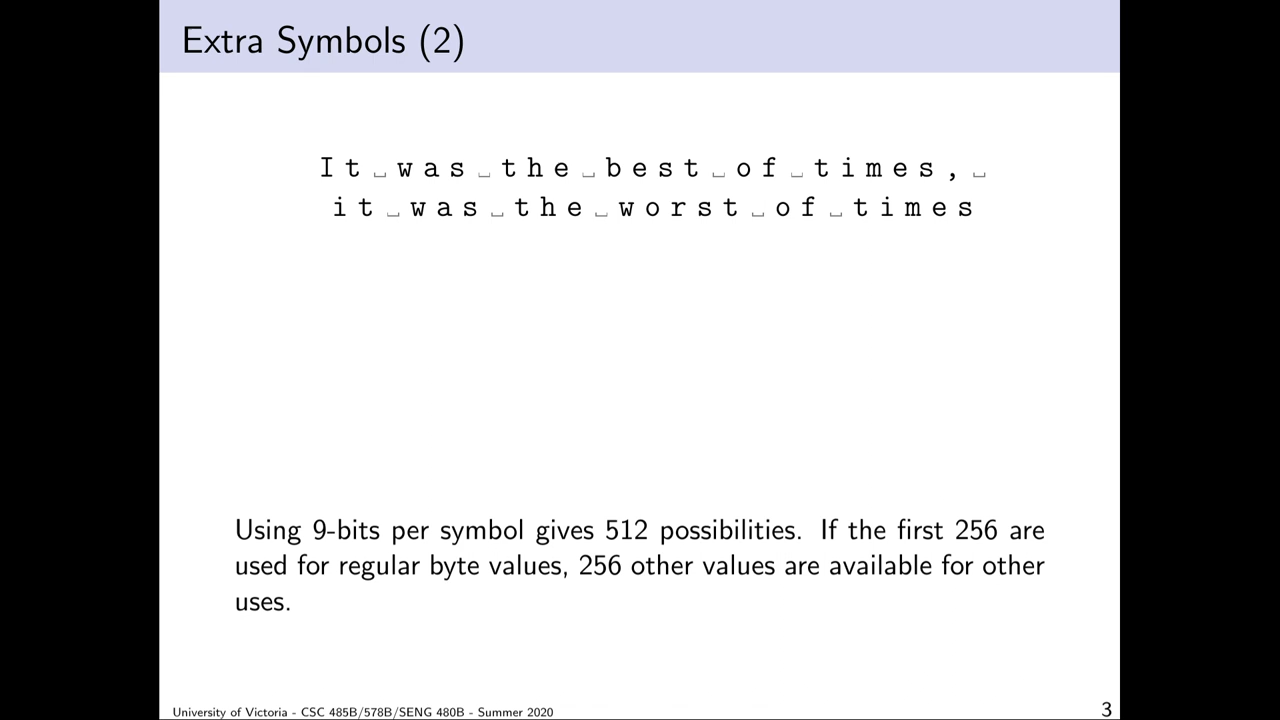 Extra Symbols (2)
I t ␣ w a s ␣ t h e ␣ b e s t ␣ o f ␣ t i m e s , ␣
i t ␣ w a s ␣ t h e ␣ w o r s t ␣ o f ␣ t i m e s
Using 9-bits per symbol gives 512 possibilities. If the first 256 are
used for regular byte values, 256 other values are available for other
uses.
University of Victoria - CSC 485B/578B/SENG 480B - Summer 2020
3